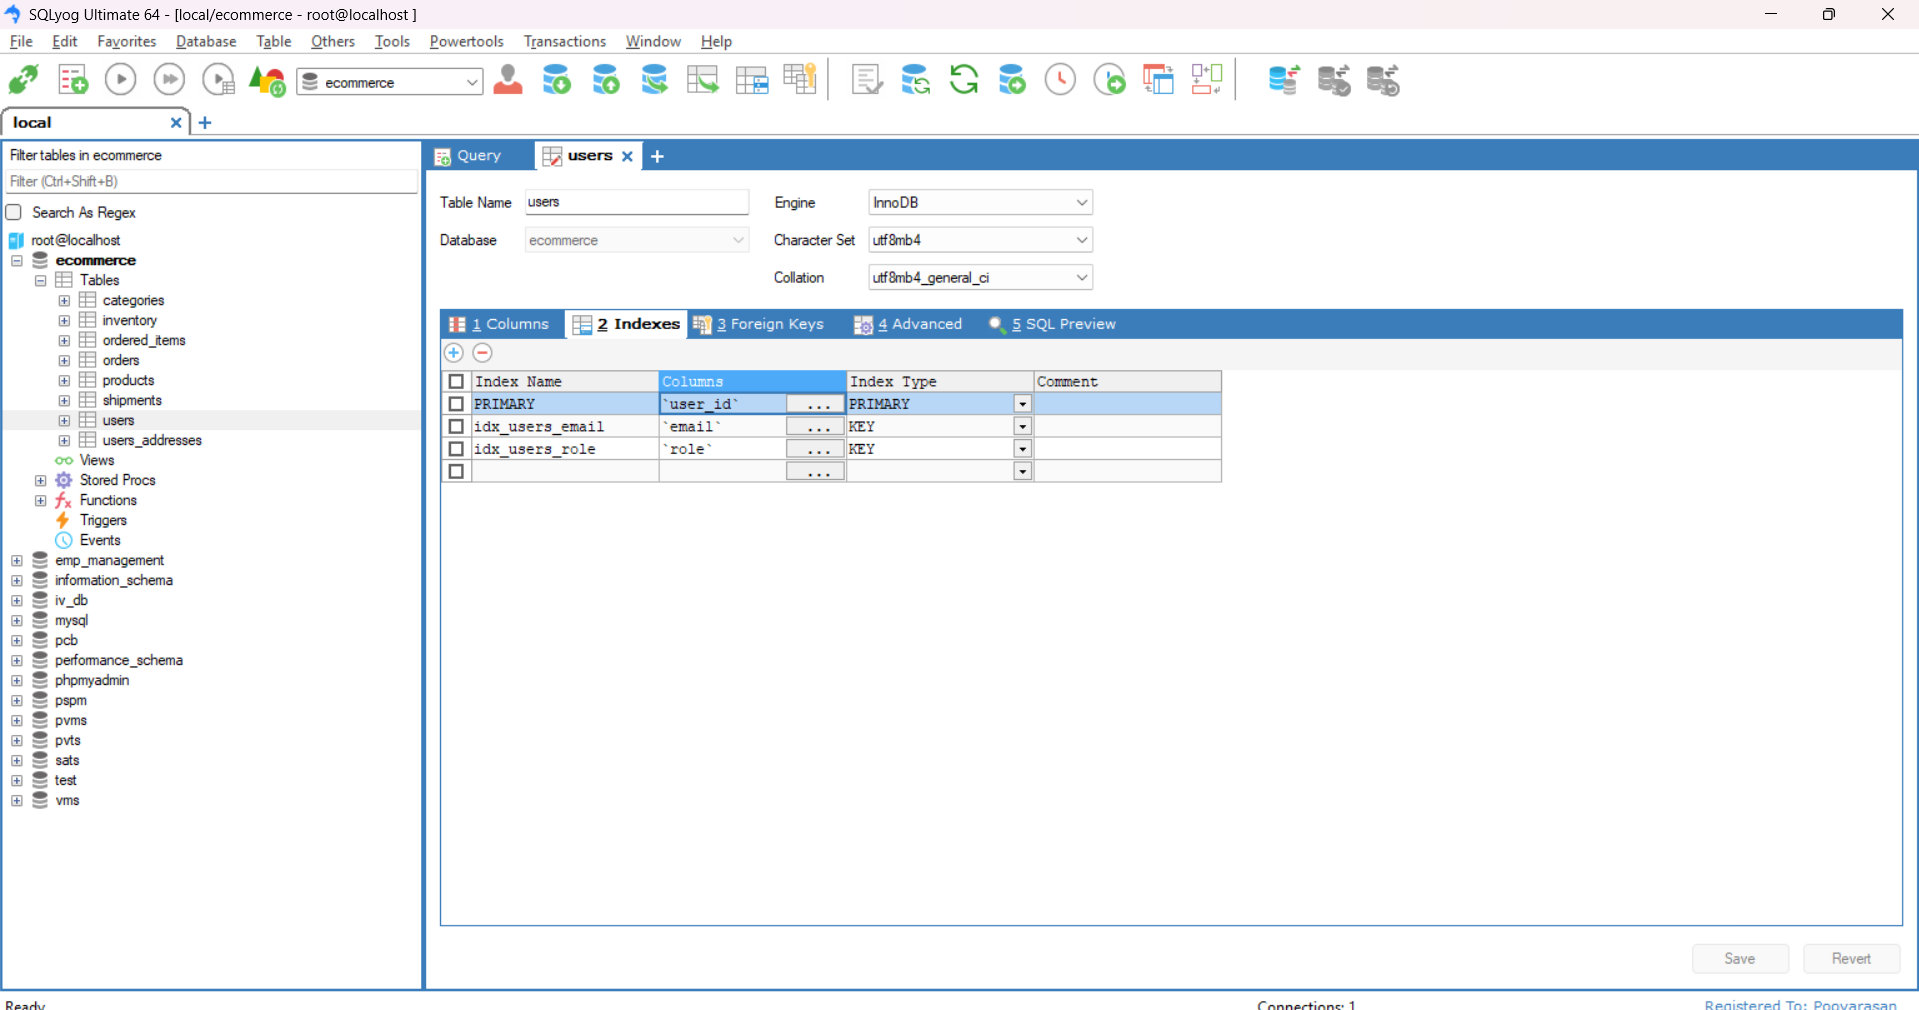 SQLyog Ultimate 64 - [local/ecommerce - root@localhost ]
File Edit Favorites Database Table Others Tools Powertools Transactions Window Help
ecommerce
local
Filter tables in ecommerce
Filter (Ctrl+Shift+B)
Search As Regex
root@localhost
ecommerce
Tables
categories
inventory
ordered_items
orders
products
shipments
users
users_addresses
Views
Stored Procs
Functions
Triggers
Events
emp_management
information_schema
iv_db
mysql
pcb
performance_schema
phpmyadmin
pspm
pvms
pvts
sats
test
vms
Query users
Table Name users Engine InnoDB
Database ecommerce Character Set utf8mb4
Collation utf8mb4_general_ci
1 Columns 2 Indexes 3 Foreign Keys 4 Advanced 5 SQL Preview
Index Name Columns Index Type Comment
PRIMARY `user_id` ... PRIMARY
idx_users_email `email` ... KEY
idx_users_role `role` ... KEY
...
Save Revert
Ready Connections: 1 Registered To: Poovarasan